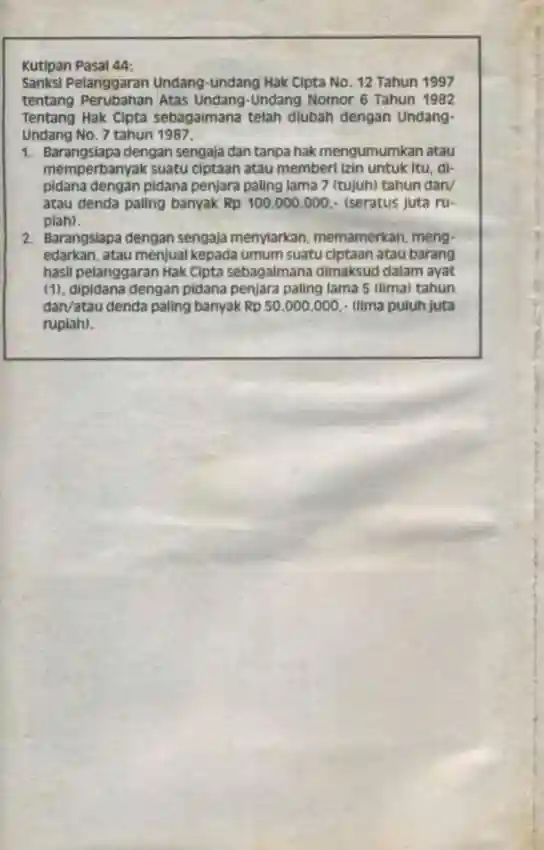 Kutipan Pasal 44:
Sanksi Pelanggaran Undang-undang Hak Cipta No. 12 Tahun 1997
tentang Perubahan Atas Undang-Undang Nomor 6 Tahun 1982
Tentang Hak Cipta sebagaimana telah diubah dengan Undang-
Undang No. 7 tahun 1987.
1. Barangsiapa dengan sengaja dan tanpa hak mengumumkan atau
memperbanyak suatu ciptaan atau memberi izin untuk itu, di-
pidana dengan pidana penjara paling lama 7 (tujuh) tahun dan/
atau denda paling banyak Rp 100.000.000,- (seratus juta ru-
piah).
2. Barangsiapa dengan sengaja menyiarkan, memamerkan, meng-
edarkan, atau menjual kepada umum suatu ciptaan atau barang
hasil pelanggaran Hak Cipta sebagaimana dimaksud dalam ayat
(1), dipidana dengan pidana penjara paling lama 5 (lima) tahun
dan/atau denda paling banyak Rp 50.000.000,- (lima puluh juta
rupiah).